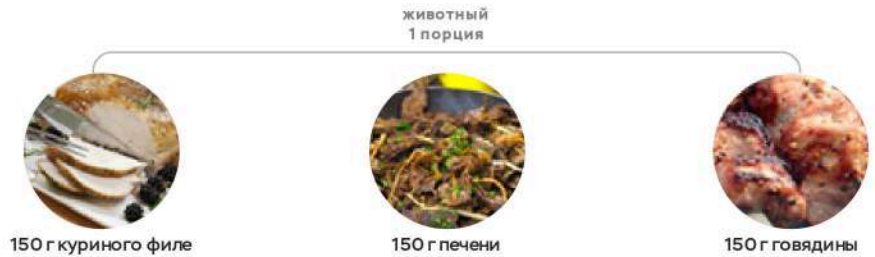 животный
1 порция
150 г куриного филе
150 г печени
150 г говядины